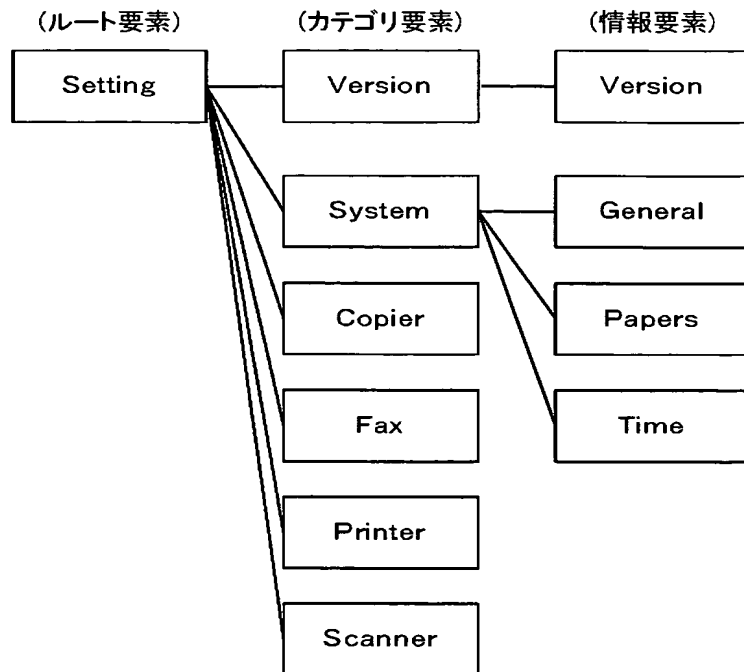 (ルート要素) (カテゴリ要素) (情報要素)
Setting Version Version
System General
Copier Papers
Fax Time
Printer
Scanner